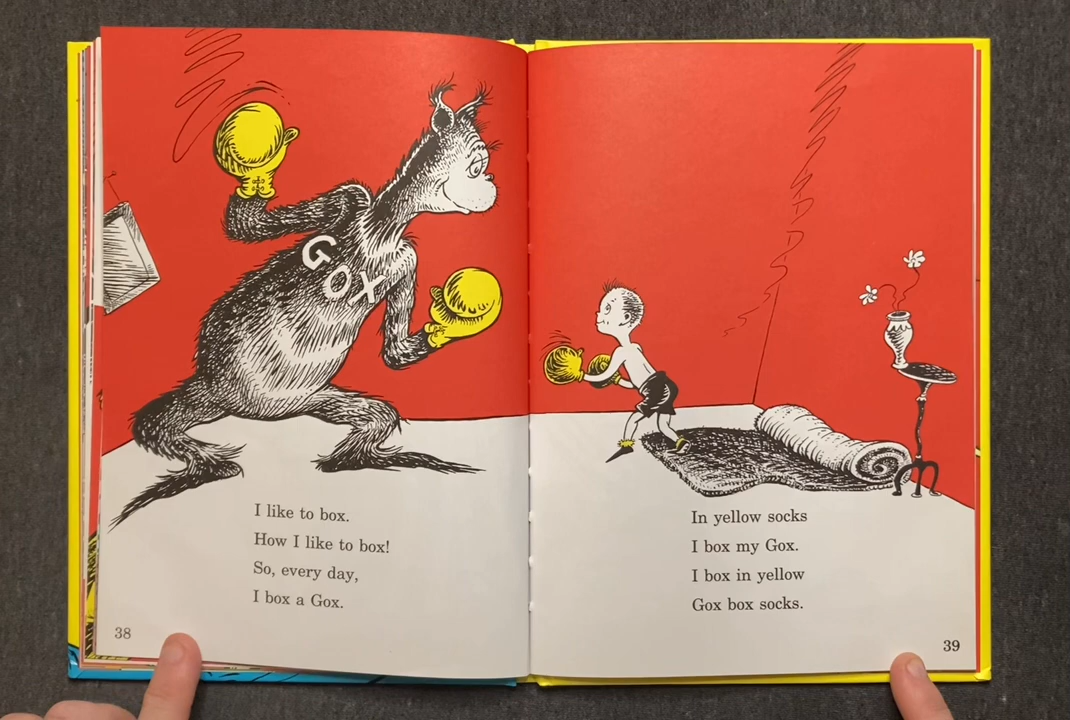 GOX
I like to box.
How I like to box!
So, every day,
I box a Gox.
38
In yellow socks
I box my Gox.
I box in yellow
Gox box socks.
39